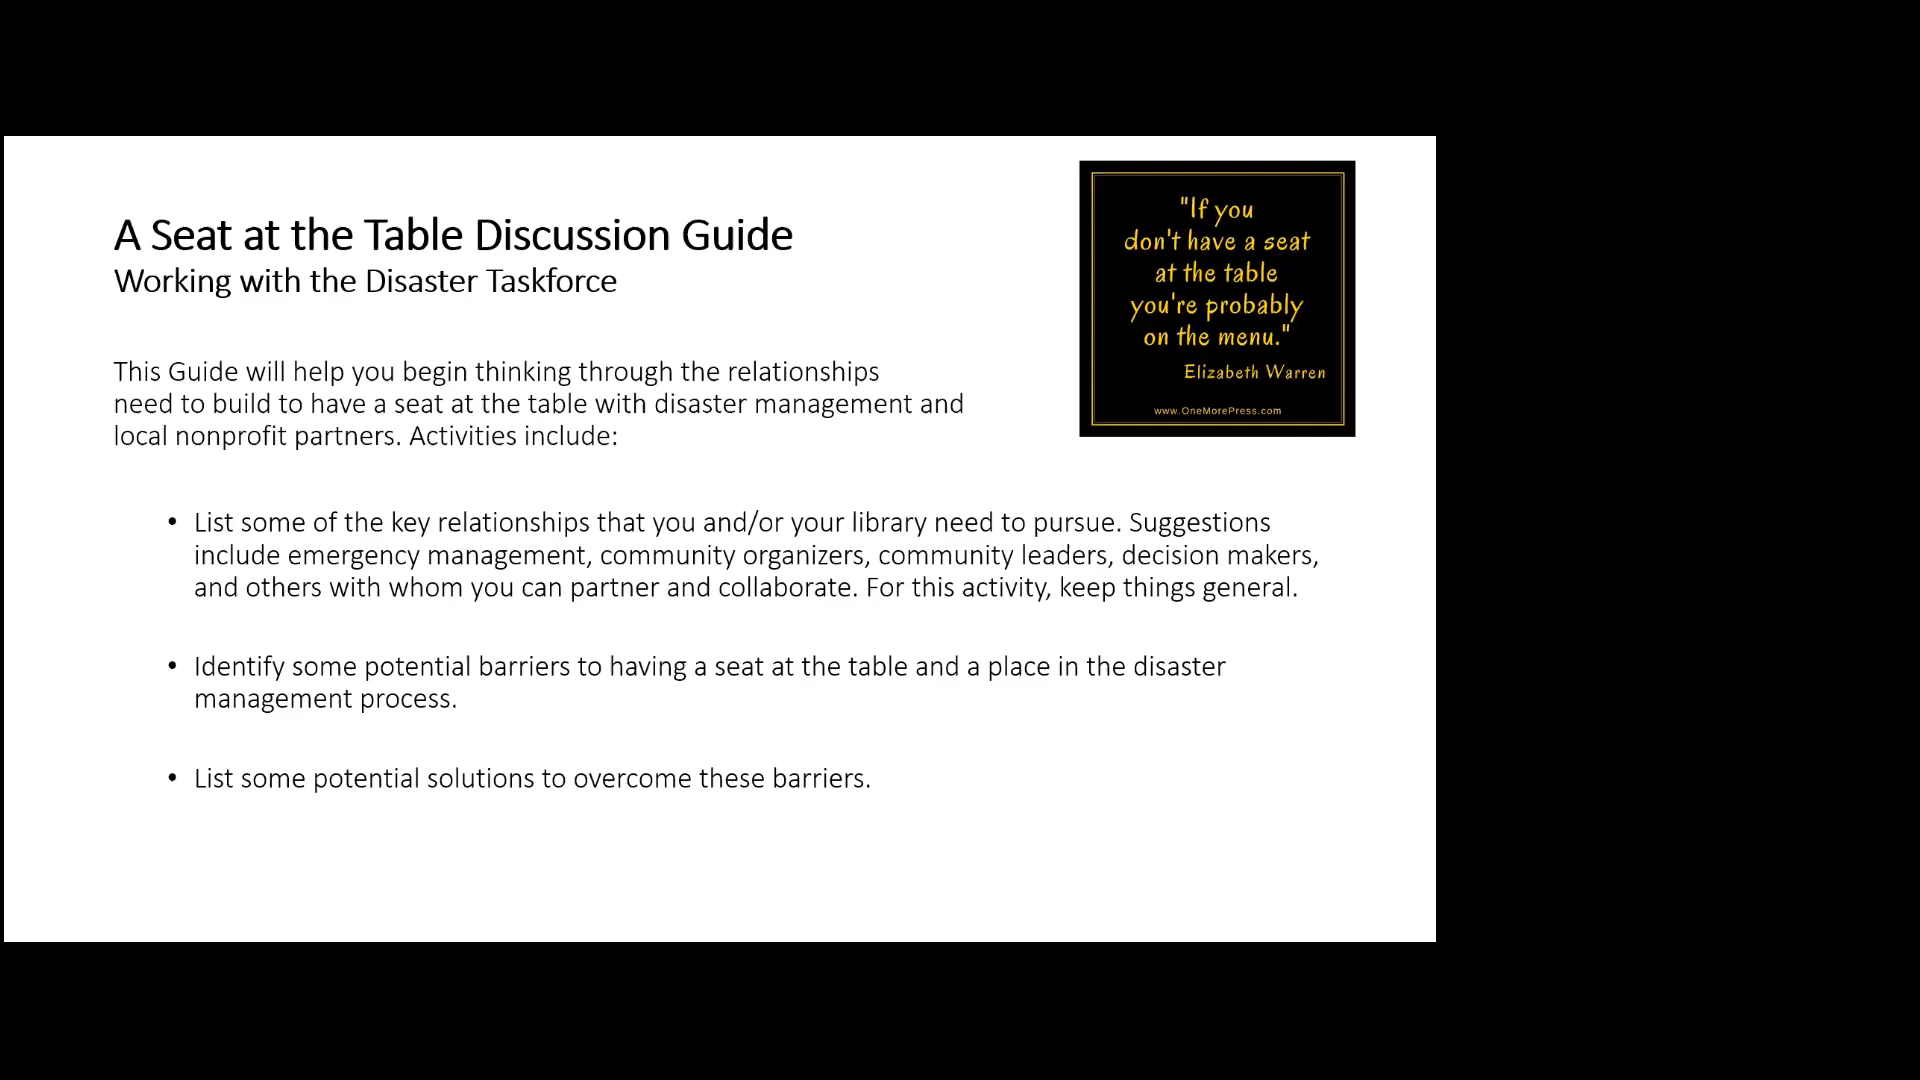 A Seat at the Table Discussion Guide
Working with the Disaster Taskforce
"If you
don't have a seat
at the table
you're probably
on the menu."
Elizabeth Warren
www.OneMorePress.com
This Guide will help you begin thinking through the relationships
need to build to have a seat at the table with disaster management and
local nonprofit partners. Activities include:
• List some of the key relationships that you and/or your library need to pursue. Suggestions
include emergency management, community organizers, community leaders, decision makers,
and others with whom you can partner and collaborate. For this activity, keep things general.
• Identify some potential barriers to having a seat at the table and a place in the disaster
management process.
• List some potential solutions to overcome these barriers.